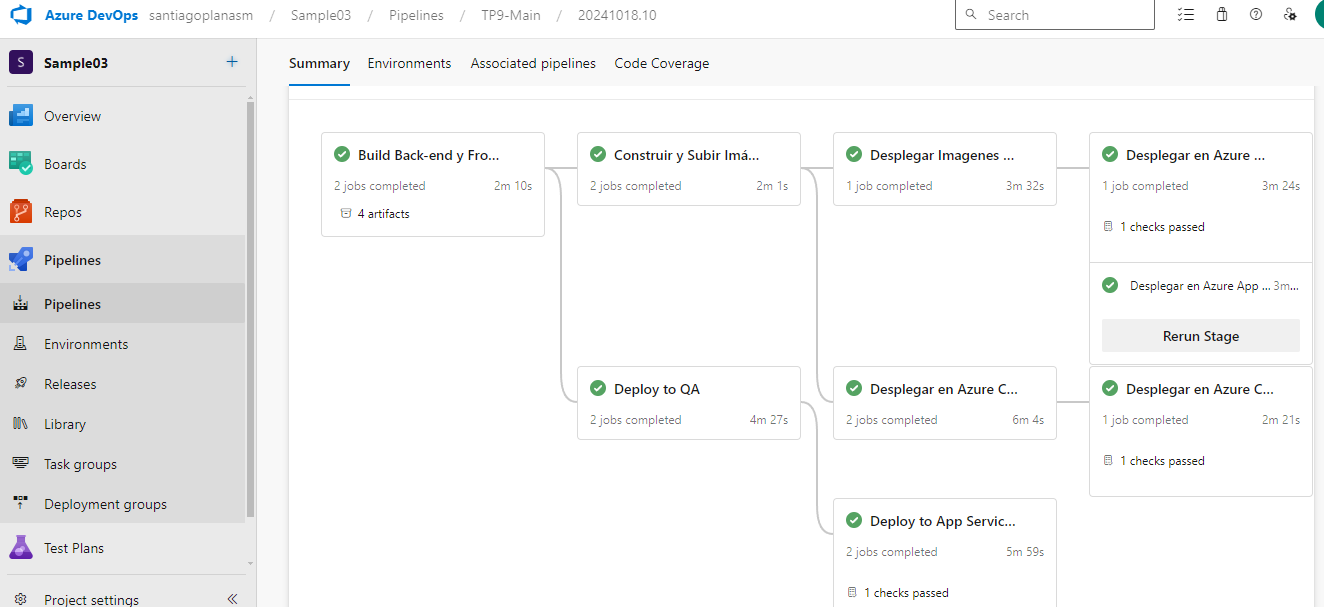 Azure DevOps santiagoplanasm / Sample03 / Pipelines / TP9-Main / 20241018.10
Search
S Sample03 +
Overview
Boards
Repos
Pipelines
Pipelines
Environments
Releases
Library
Task groups
Deployment groups
Test Plans
Project settings
Summary Environments Associated pipelines Code Coverage
Build Back-end y Fro...
2 jobs completed 2m 10s
4 artifacts
Construir y Subir Imá...
2 jobs completed 2m 1s
Desplegar Imagenes ...
1 job completed 3m 32s
Desplegar en Azure ...
1 job completed 3m 24s
1 checks passed
Desplegar en Azure App ... 3m...
Rerun Stage
Deploy to QA
2 jobs completed 4m 27s
Desplegar en Azure C...
2 jobs completed 6m 4s
Desplegar en Azure C...
1 job completed 2m 21s
1 checks passed
Deploy to App Servic...
2 jobs completed 5m 59s
1 checks passed